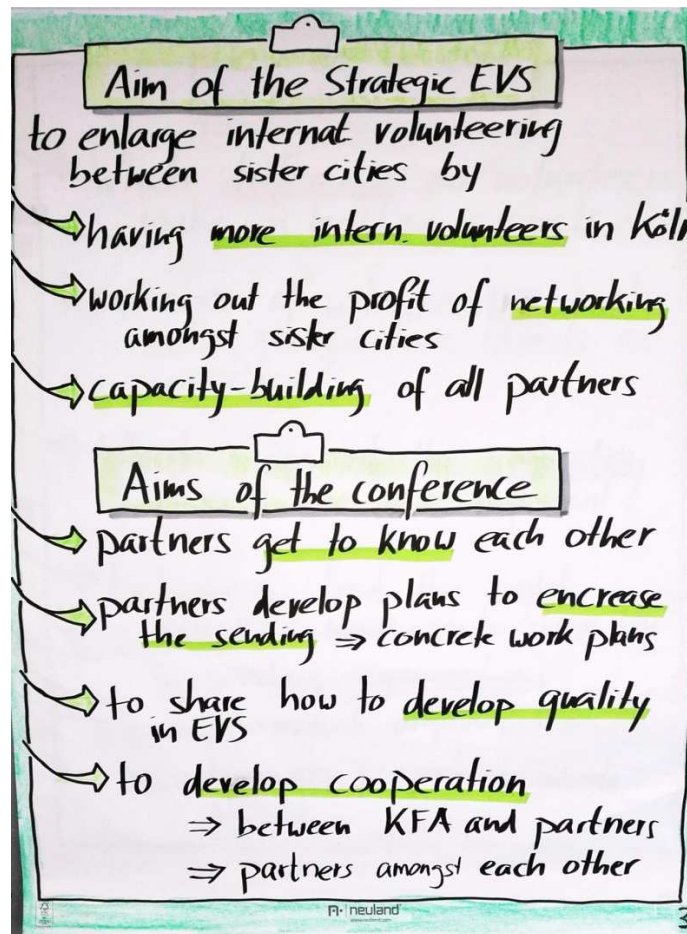 Aim of the Strategic EVS
to enlarge internat. volunteering
between sister cities by
having more intern. volunteers in Köln
working out the profit of networking
amongst sister cities
capacity-building of all partners
Aims of the conference
partners get to know each other
partners develop plans to encrease
the sending ⇒ concrete work plans
to share how to develop quality
in EVS
to develop cooperation
⇒ between KFA and partners
⇒ partners amongst each other
neuland